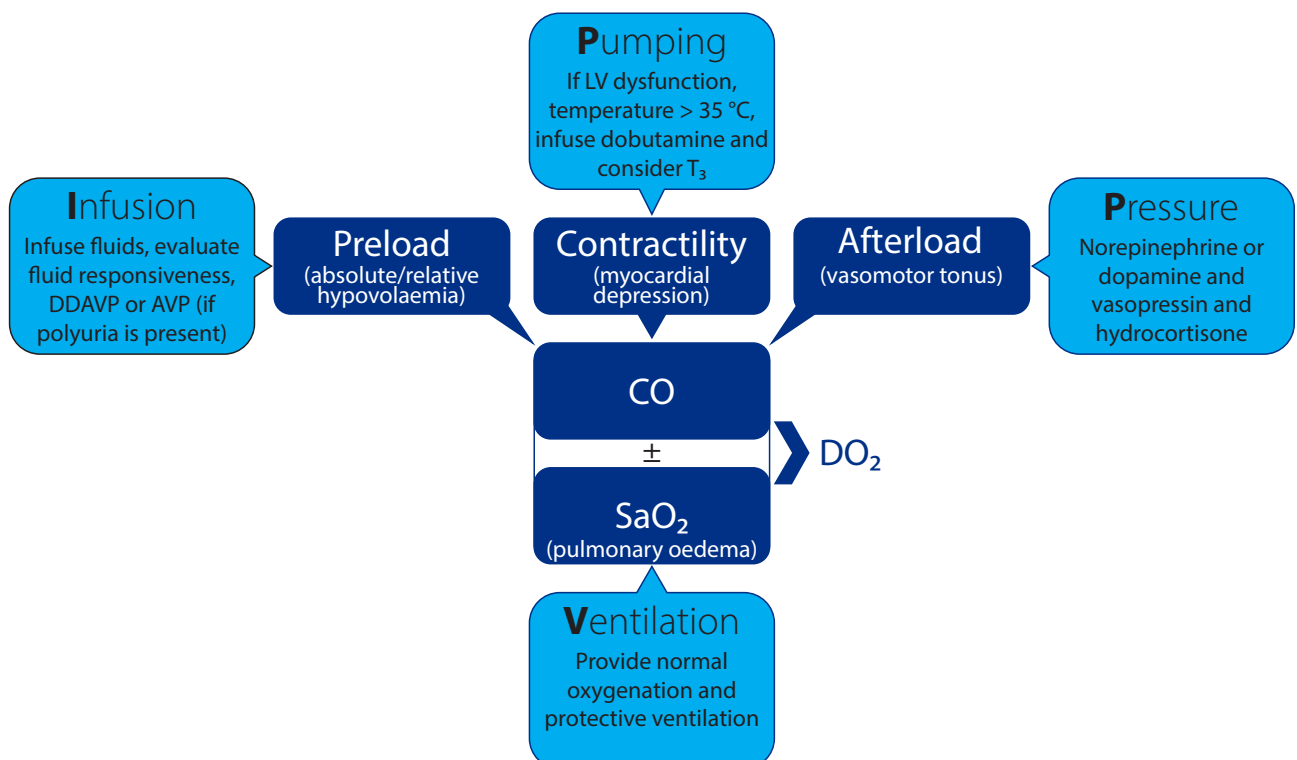 Pumping
If LV dysfunction,
temperature > 35 °C,
infuse dobutamine and
consider T₃
Infusion
Infuse fluids, evaluate
fluid responsiveness,
DDAVP or AVP (if
polyuria is present)
Preload
(absolute/relative
hypovolaemia)
Contractility
(myocardial
depression)
Afterload
(vasomotor tonus)
Pressure
Norepinephrine or
dopamine and
vasopressin and
hydrocortisone
CO
±
DO₂
SaO₂
(pulmonary oedema)
Ventilation
Provide normal
oxygenation and
protective ventilation